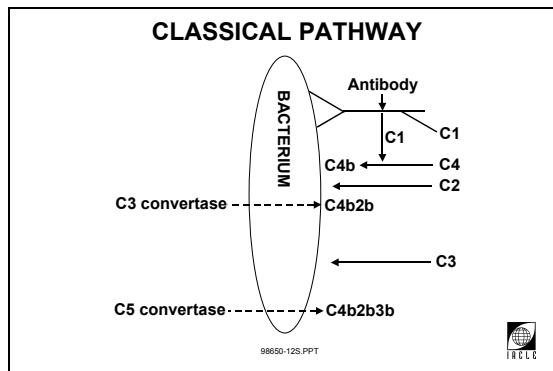 CLASSICAL PATHWAY
Antibody
BACTERIUM
C1
C1
C4b
C4
C2
C3 convertase
C4b2b
C3
C5 convertase
C4b2b3b
98650-12S.PPT
IACLE